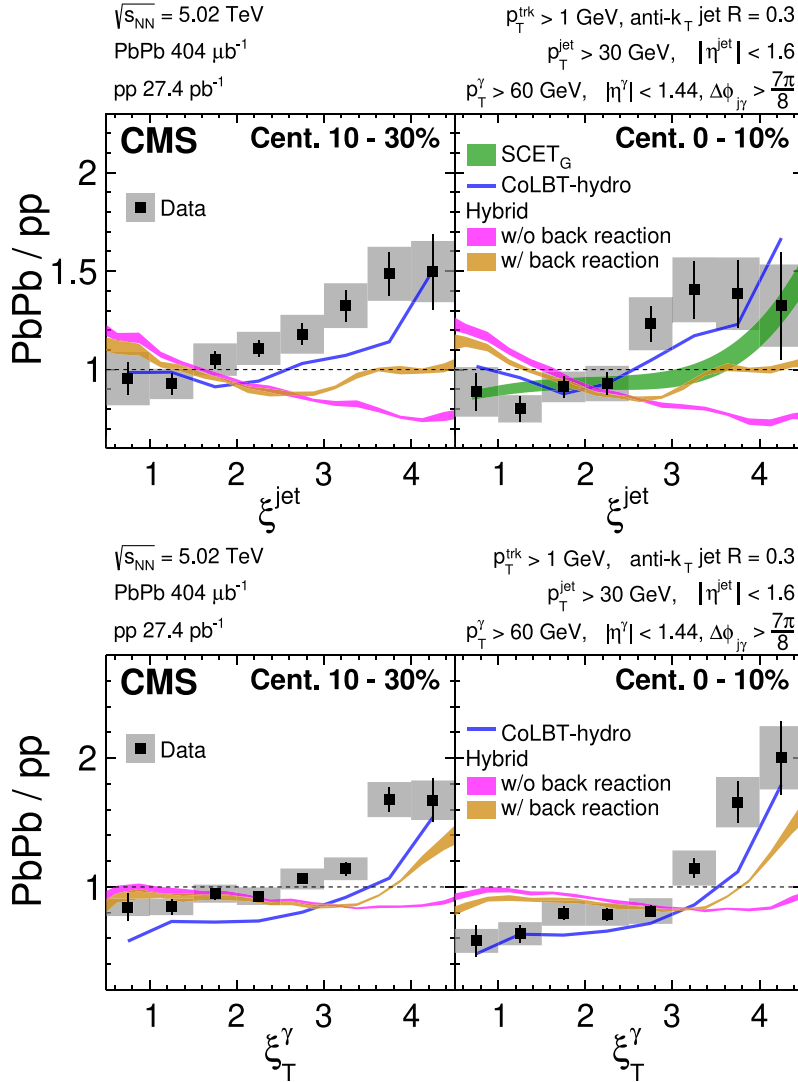 √s_NN = 5.02 TeV
PbPb 404 μb⁻¹
pp 27.4 pb⁻¹
p_T^trk > 1 GeV, anti-k_T jet R = 0.3
p_T^jet > 30 GeV, |η^jet| < 1.6
p_T^γ > 60 GeV, |η^γ| < 1.44, Δφ_jγ > 7π/8
CMS
Cent. 10 - 30%
Data
Cent. 0 - 10%
SCET_G
CoLBT-hydro
Hybrid
w/o back reaction
w/ back reaction
PbPb / pp
2
1.5
1
1 2 3 4
1 2 3 4
ξ^jet
ξ^jet
√s_NN = 5.02 TeV
PbPb 404 μb⁻¹
pp 27.4 pb⁻¹
p_T^trk > 1 GeV, anti-k_T jet R = 0.3
p_T^jet > 30 GeV, |η^jet| < 1.6
p_T^γ > 60 GeV, |η^γ| < 1.44, Δφ_jγ > 7π/8
CMS
Cent. 10 - 30%
Data
Cent. 0 - 10%
CoLBT-hydro
Hybrid
w/o back reaction
w/ back reaction
PbPb / pp
2
1
1 2 3 4
1 2 3 4
ξ_T^γ
ξ_T^γ